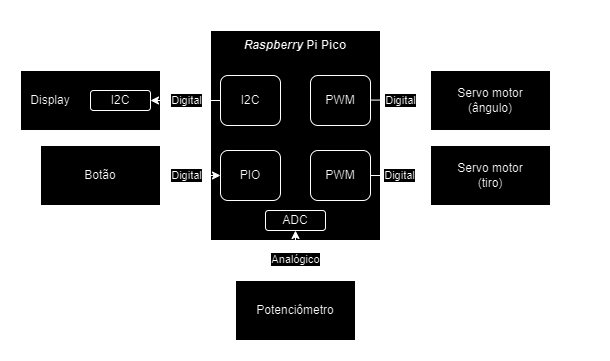 Raspberry Pi Pico
Display
I2C
Digital
I2C
PWM
Digital
Servo motor
(ângulo)
Botão
Digital
PIO
PWM
Digital
Servo motor
(tiro)
ADC
Analógico
Potenciômetro